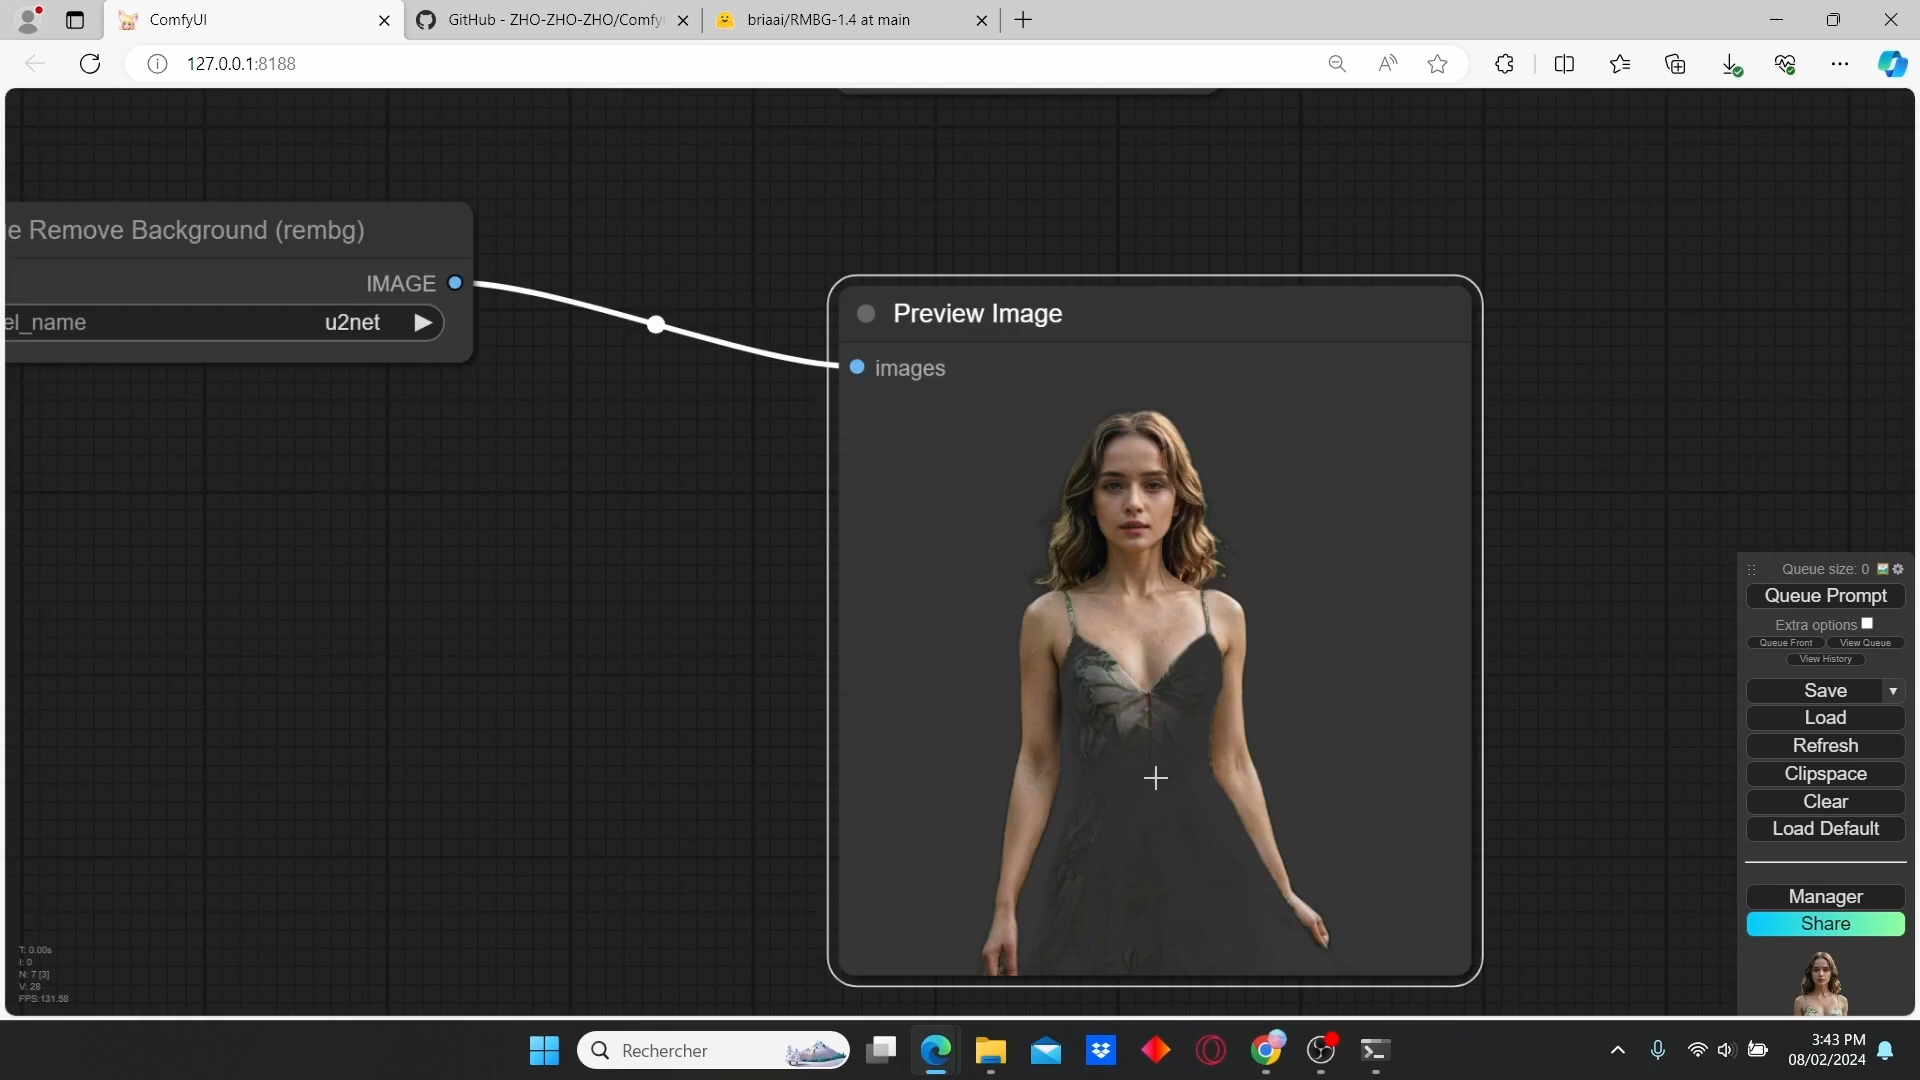 ComfyUI
GitHub - ZHO-ZHO-ZHO/Comfy
briaai/RMBG-1.4 at main
127.0.0.1:8188
e Remove Background (rembg)
IMAGE
el_name
u2net
Preview Image
images
Queue size: 0
Queue Prompt
Extra options
Queue Front
View Queue
View History
Save
Load
Refresh
Clipspace
Clear
Load Default
Manager
Share
T: 0.00s
I: 0
N: 7 [3]
V: 28
FPS:131.58
Rechercher
3:43 PM
08/02/2024